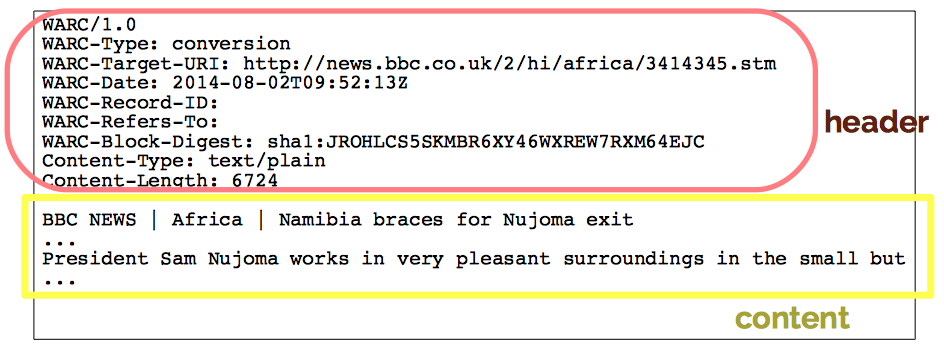 WARC/1.0
WARC-Type: conversion
WARC-Target-URI: http://news.bbc.co.uk/2/hi/africa/3414345.stm
WARC-Date: 2014-08-02T09:52:13Z
WARC-Record-ID:
WARC-Refers-To:
WARC-Block-Digest: sha1:JROHLCS5SKMBR6XY46WXREW7RXM64EJC
Content-Type: text/plain
Content-Length: 6724
header
BBC NEWS | Africa | Namibia braces for Nujoma exit
...
President Sam Nujoma works in very pleasant surroundings in the small but
...
content